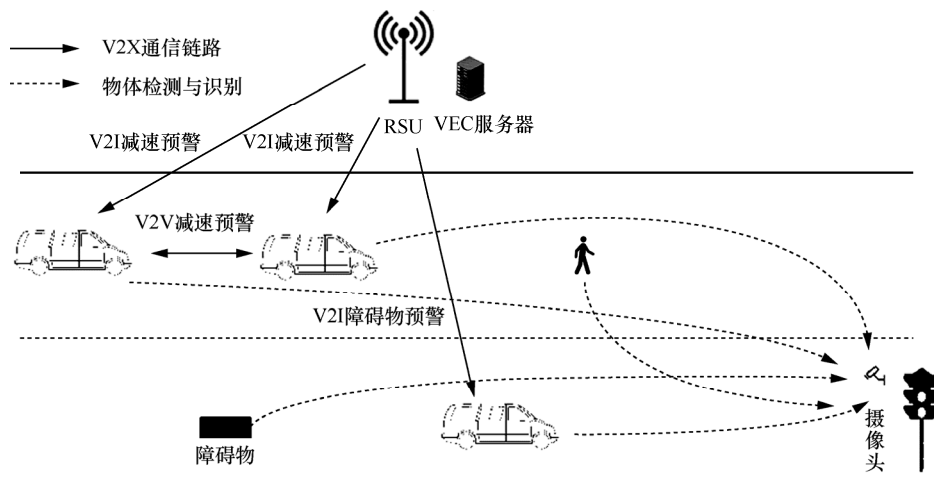 V2X通信链路
物体检测与识别
RSU
VEC服务器
V2I减速预警
V2I减速预警
V2V减速预警
V2I障碍物预警
障碍物
摄像头